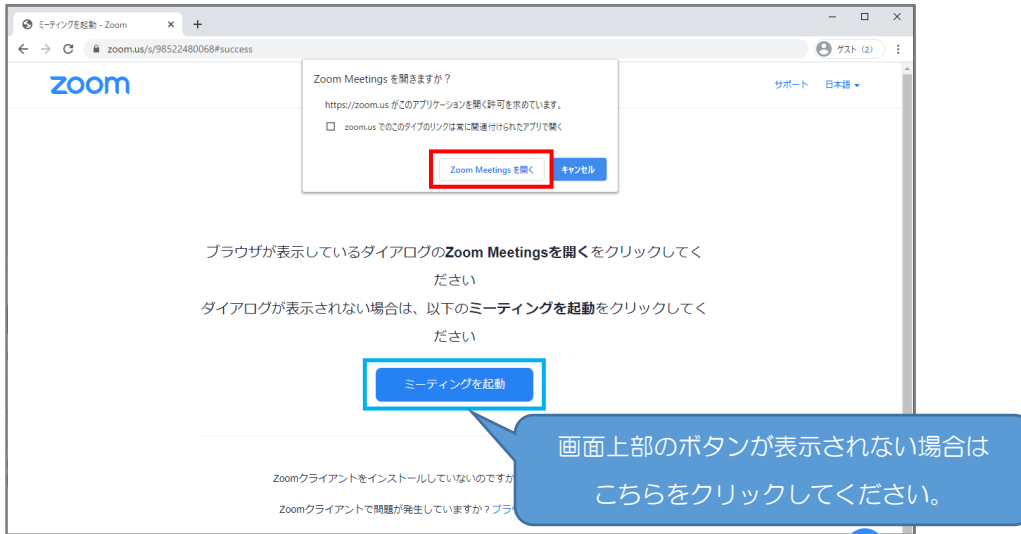 ミーティングを起動 - Zoom
zoom.us/s/98522480068#success
ゲスト (2)
zoom
サポート 日本語
Zoom Meetings を開きますか？
https://zoom.us がこのアプリケーションを開く許可を求めています。
zoom.us でのこのタイプのリンクは常に関連付けられたアプリで開く
Zoom Meetings を開く キャンセル
ブラウザが表示しているダイアログのZoom Meetingsを開くをクリックしてく
ださい
ダイアログが表示されない場合は、以下のミーティングを起動をクリックしてく
ださい
ミーティングを起動
画面上部のボタンが表示されない場合は
こちらをクリックしてください。
Zoomクライアントをインストールしていないのですか
Zoomクライアントで問題が発生していますか？ブラ